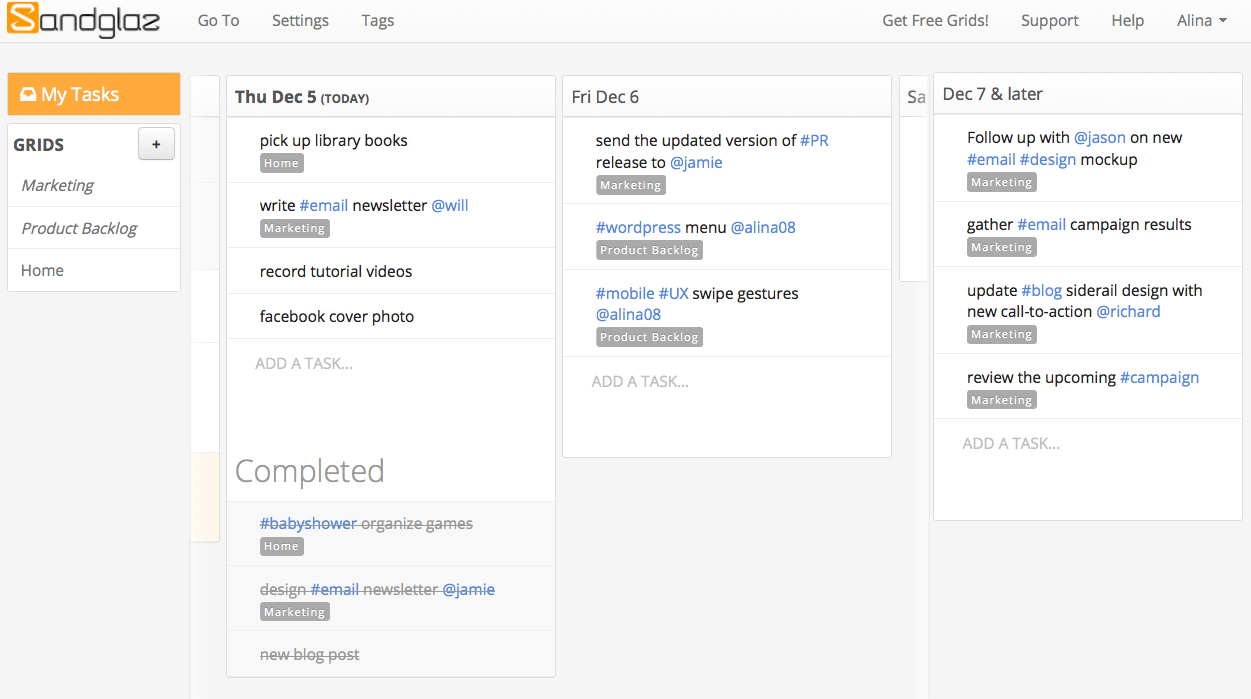 Sandglaz
Go To
Settings
Tags
Get Free Grids!
Support
Help
Alina
My Tasks
GRIDS
+
Marketing
Product Backlog
Home
Thu Dec 5 (TODAY)
pick up library books
Home
write #email newsletter @will
Marketing
record tutorial videos
facebook cover photo
ADD A TASK...
Completed
#babyshower organize games
Home
design #email newsletter @jamie
Marketing
new blog post
Fri Dec 6
send the updated version of #PR
release to @jamie
Marketing
#wordpress menu @alina08
Product Backlog
#mobile #UX swipe gestures
@alina08
Product Backlog
ADD A TASK...
Sa
Dec 7 & later
Follow up with @jason on new
#email #design mockup
Marketing
gather #email campaign results
Marketing
update #blog siderail design with
new call-to-action @richard
Marketing
review the upcoming #campaign
Marketing
ADD A TASK...